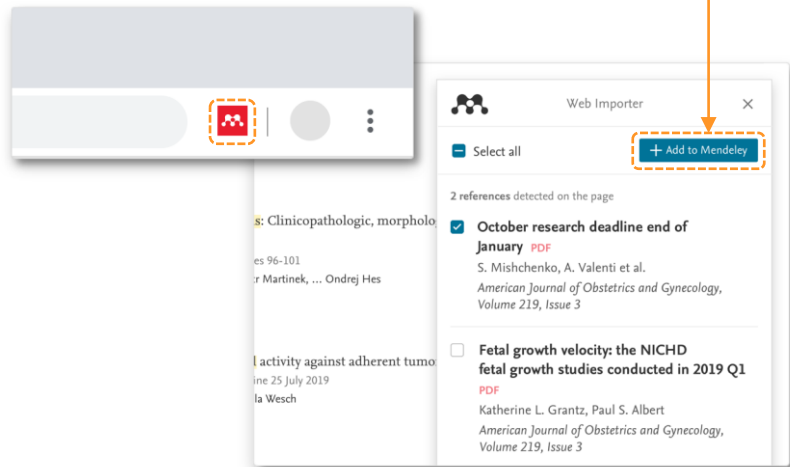 Web Importer
Select all
+ Add to Mendeley
2 references detected on the page
October research deadline end of
January PDF
S. Mishchenko, A. Valenti et al.
American Journal of Obstetrics and Gynecology,
Volume 219, Issue 3
Fetal growth velocity: the NICHD
fetal growth studies conducted in 2019 Q1
PDF
Katherine L. Grantz, Paul S. Albert
American Journal of Obstetrics and Gynecology,
Volume 219, Issue 3
s: Clinicopathologic, morpholo
es 96-101
r Martinek, ... Ondrej Hes
l activity against adherent tumo
ine 25 July 2019
la Wesch